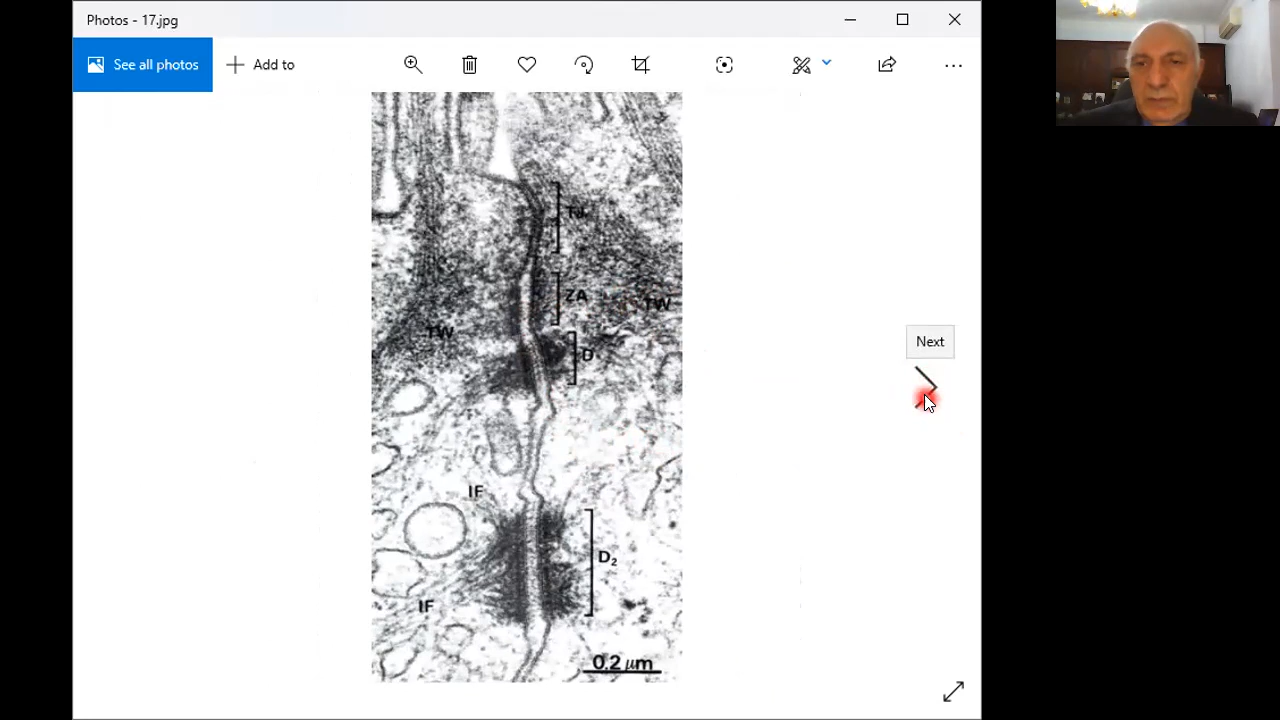 Photos - 17.jpg
See all photos
Add to
TJ
ZA
TW
TW
D
Next
IF
D₂
IF
0.2 μm